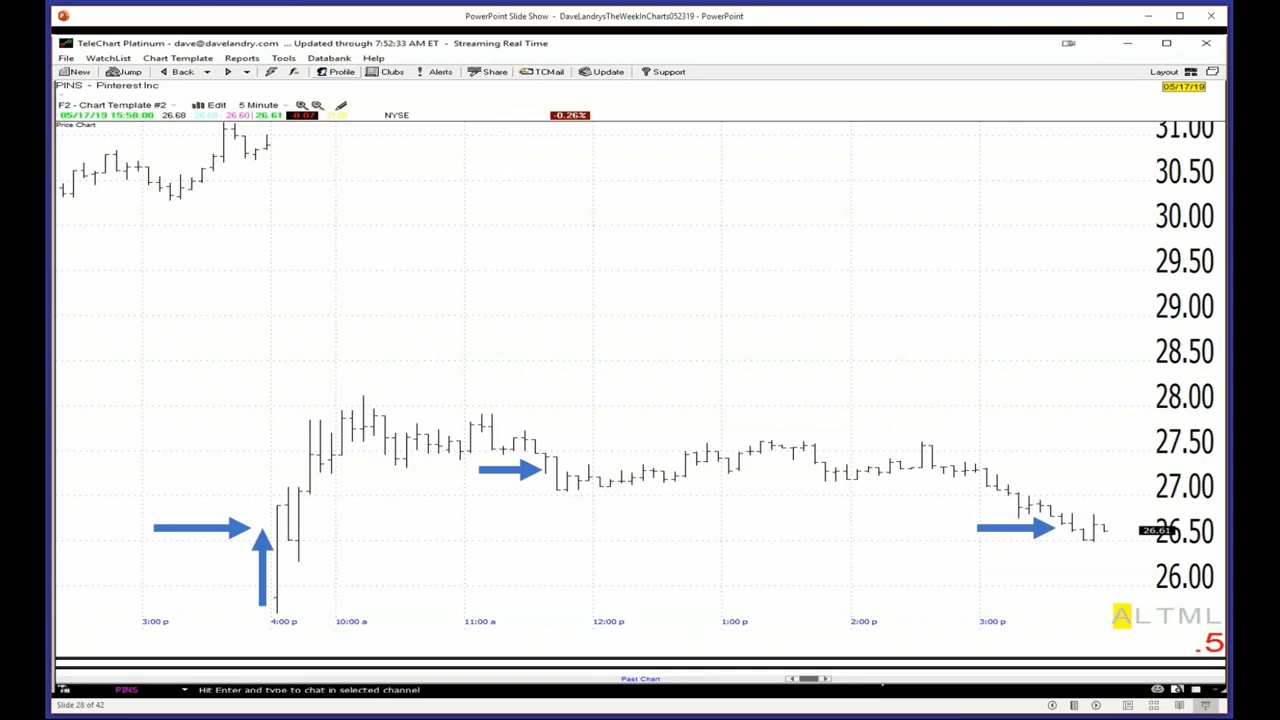 PowerPoint Slide Show - DaveLandrysTheWeekInCharts052319 - PowerPoint
TeleChart Platinum - dave@davelandry.com ... Updated through 7:52:33 AM ET - Streaming Real Time
File WatchList Chart Template Reports Tools Databank Help
New Jump Back Profile Clubs Alerts Share TCMail Update Support Layout
PINS - Pinterest Inc 05/17/19
F2 - Chart Template #2 Edit 5 Minute
05/17/19 15:58:00 26.68 26.60 26.61 -0.07 NYSE -0.26%
Price Chart
31.00
30.50
30.00
29.50
29.00
28.50
28.00
27.50
27.00
26.50
26.61
26.00
ALTML
3:00 p 4:00 p 10:00 a 11:00 a 12:00 p 1:00 p 2:00 p 3:00 p
.5
Past Chart
PINS Hit Enter and type to chat in selected channel
Slide 28 of 42